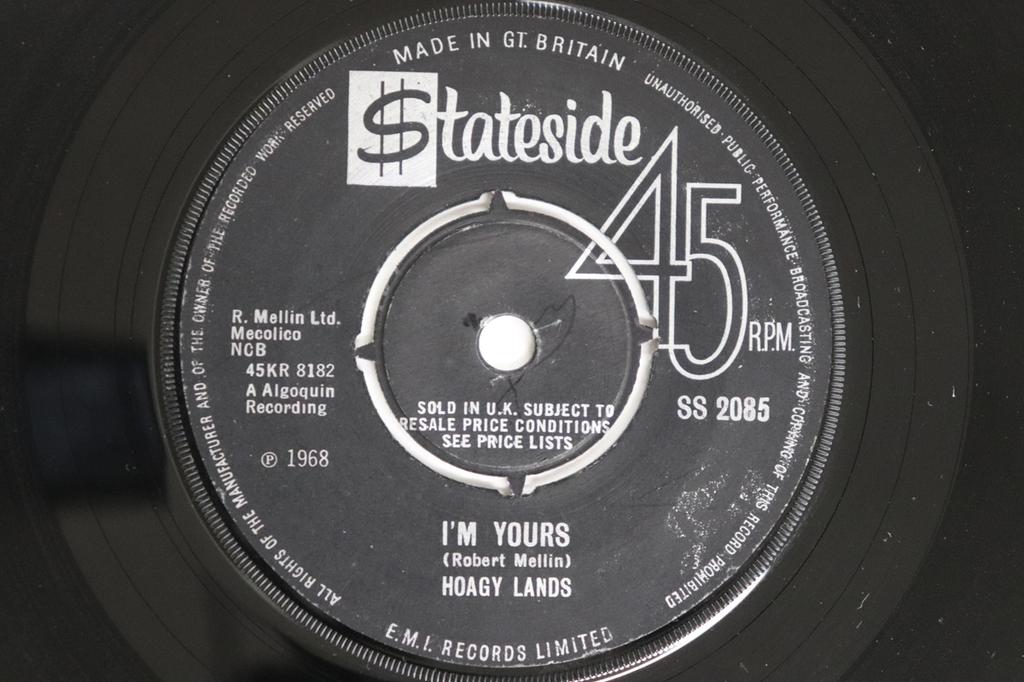 MADE IN GT. BRITAIN
UNAUTHORISED PUBLIC PERFORMANCE BROADCASTING AND COPYING OF THIS RECORD PROHIBITED
ALL RIGHTS OF THE MANUFACTURER AND OF THE OWNER OF THE RECORDED WORK RESERVED
$tateside
45
R.P.M.
R. Mellin Ltd.
Mecolico
NCB
45KR 8182
A Algoquin
Recording
℗ 1968
SS 2085
SOLD IN U.K. SUBJECT TO
RESALE PRICE CONDITIONS
SEE PRICE LISTS
I'M YOURS
(Robert Mellin)
HOAGY LANDS
E.M.I. RECORDS LIMITED